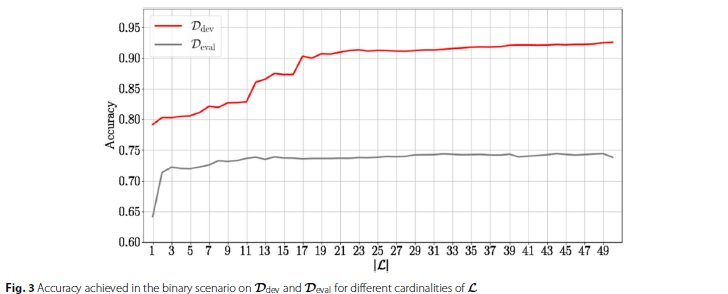 0.95
0.90
0.85
0.80
0.75
0.70
0.65
0.60
Accuracy
𝓓dev
𝓓eval
1 3 5 7 9 11 13 15 17 19 21 23 25 27 29 31 33 35 37 39 41 43 45 47 49
|𝓛|
Fig. 3 Accuracy achieved in the binary scenario on 𝓓dev and 𝓓eval for different cardinalities of 𝓛